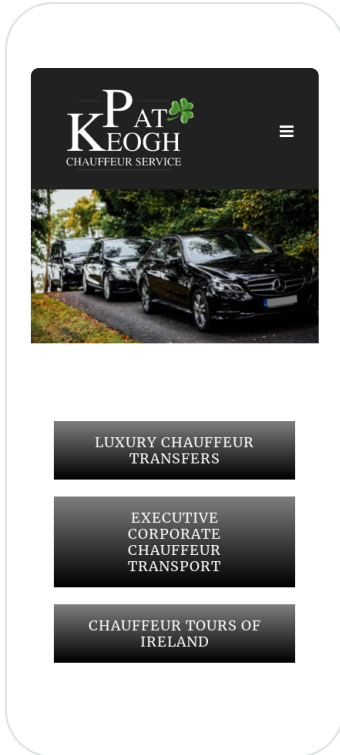 PAT
KEOGH
CHAUFFEUR SERVICE
LUXURY CHAUFFEUR
TRANSFERS
EXECUTIVE
CORPORATE
CHAUFFEUR
TRANSPORT
CHAUFFEUR TOURS OF
IRELAND